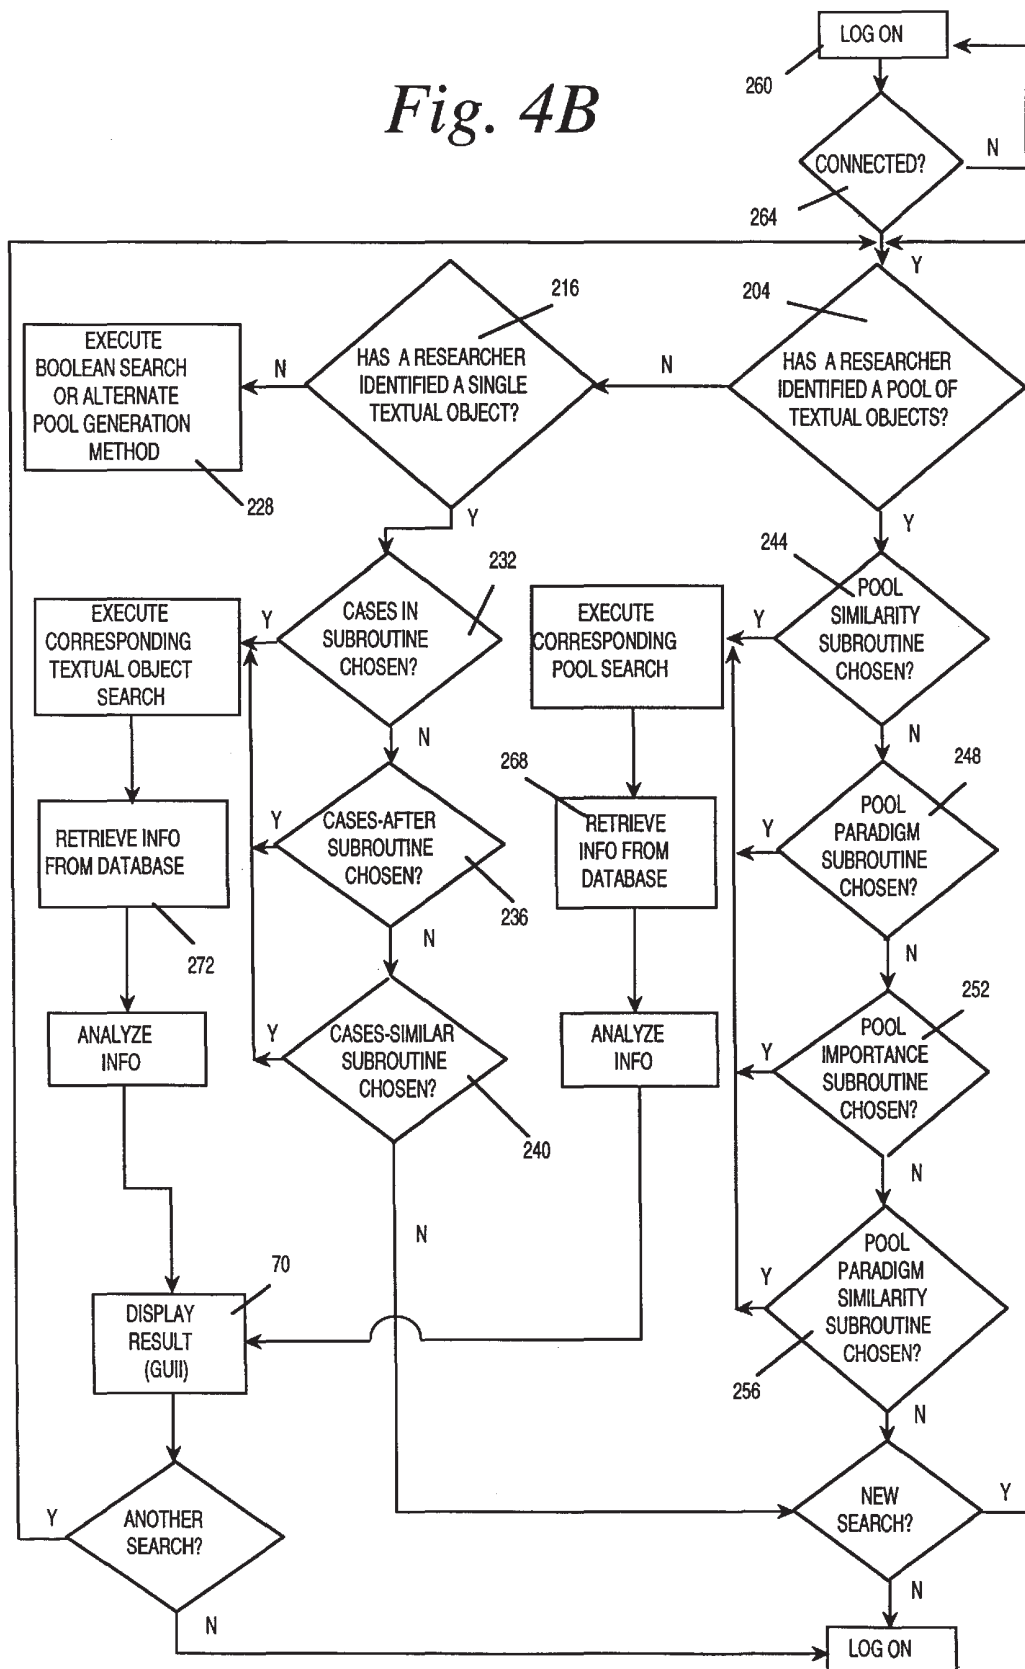 LOG ON
260
Fig. 4B
CONNECTED?
N
264
Y
216
204
EXECUTE
BOOLEAN SEARCH
OR ALTERNATE
POOL GENERATION
METHOD
N
HAS A RESEARCHER
IDENTIFIED A SINGLE
TEXTUAL OBJECT?
N
HAS A RESEARCHER
IDENTIFIED A POOL OF
TEXTUAL OBJECTS?
228
Y
Y
232
244
EXECUTE
CORRESPONDING
TEXTUAL OBJECT
SEARCH
Y
CASES IN
SUBROUTINE
CHOSEN?
EXECUTE
CORRESPONDING
POOL SEARCH
Y
POOL
SIMILARITY
SUBROUTINE
CHOSEN?
N
N
268
248
RETRIEVE INFO
FROM DATABASE
Y
CASES-AFTER
SUBROUTINE
CHOSEN?
RETRIEVE
INFO FROM
DATABASE
Y
POOL
PARADIGM
SUBROUTINE
CHOSEN?
236
272
N
N
252
ANALYZE
INFO
Y
CASES-SIMILAR
SUBROUTINE
CHOSEN?
ANALYZE
INFO
Y
POOL
IMPORTANCE
SUBROUTINE
CHOSEN?
240
N
N
70
DISPLAY
RESULT
(GUII)
Y
POOL
PARADIGM
SIMILARITY
SUBROUTINE
CHOSEN?
256
N
Y
ANOTHER
SEARCH?
NEW
SEARCH?
Y
N
N
LOG ON